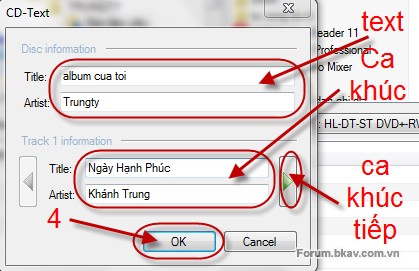 CD-Text
Disc information
Title: album cua toi
Artist: Trungty
Track 1 information
Title: Ngày Hạnh Phúc
Artist: Khánh Trung
OK
Cancel
4
text
Ca khúc
ca khúc tiếp
eader 11
Professional
o Mixer
: HL-DT-ST DVD+-RW
Forum.bkav.com.vn